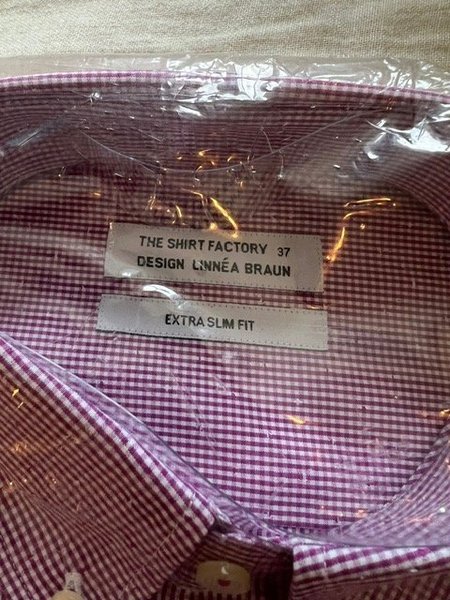 THE SHIRT FACTORY 37
DESIGN LINNÉA BRAUN
EXTRA SLIM FIT